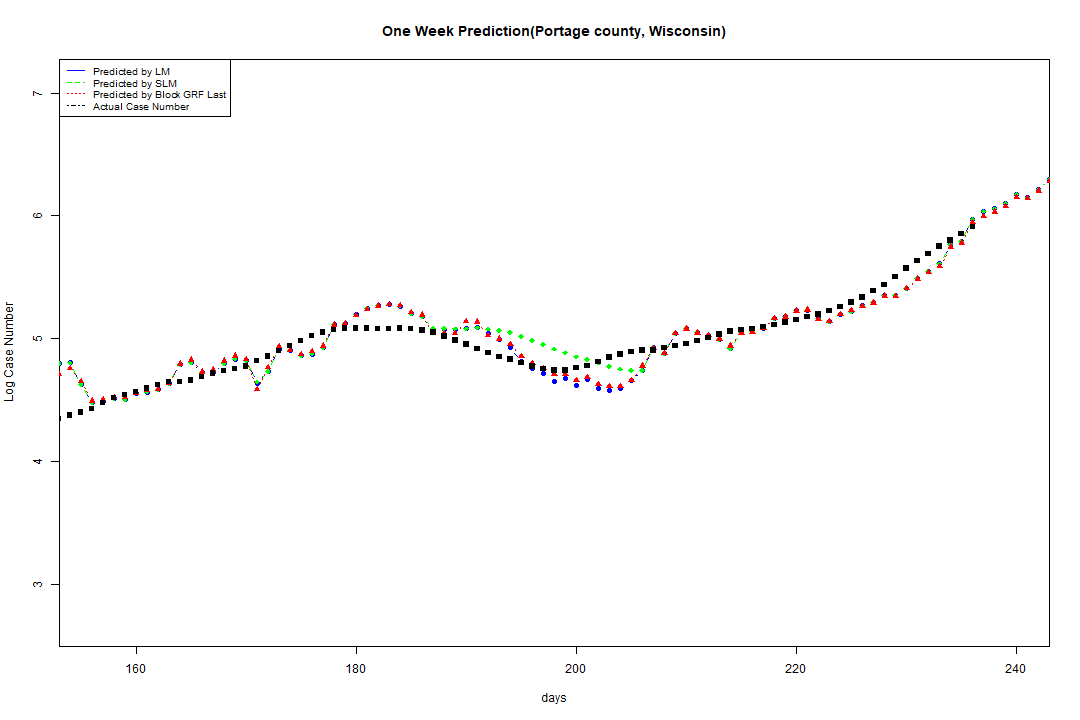 One Week Prediction(Portage county, Wisconsin)
Predicted by LM
Predicted by SLM
Predicted by Block GRF Last
Actual Case Number
7
6
5
4
3
Log Case Number
160 180 200 220 240
days